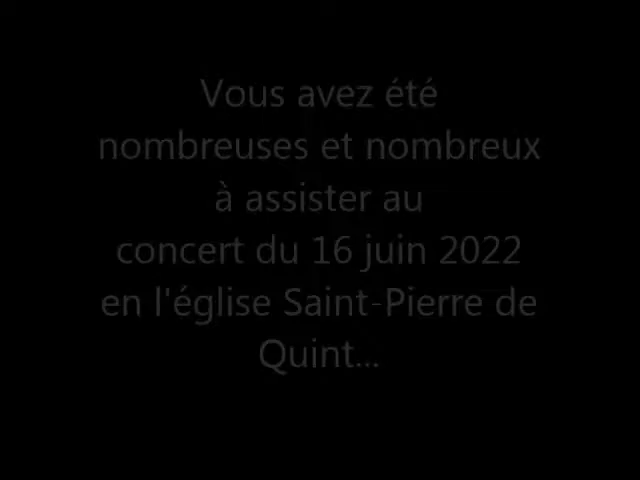 Vous avez été
nombreuses et nombreux
à assister au
concert du 16 juin 2022
en l'église Saint-Pierre de
Quint...